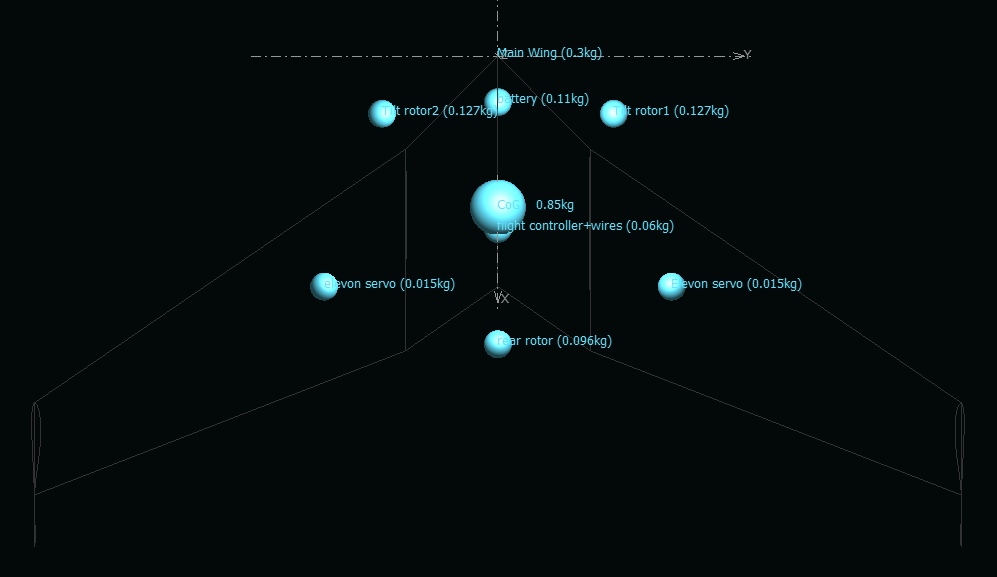 Main Wing (0.3kg)
Y
battery (0.11kg)
Tilt rotor2 (0.127kg)
Tilt rotor1 (0.127kg)
CoG 0.85kg
flight controller+wires (0.06kg)
elevon servo (0.015kg)
Elevon servo (0.015kg)
X
rear rotor (0.096kg)